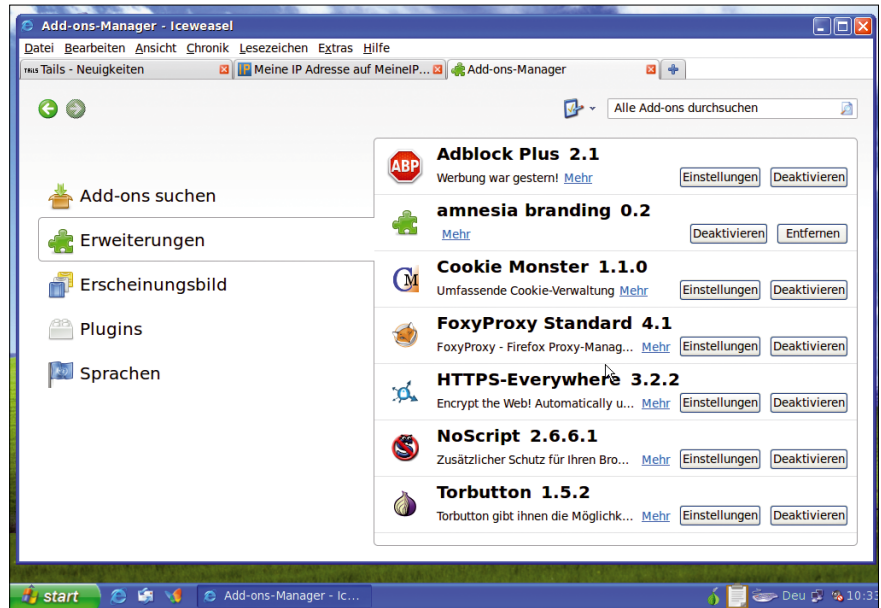 Add-ons-Manager - Iceweasel
Datei Bearbeiten Ansicht Chronik Lesezeichen Extras Hilfe
Tails Tails - Neuigkeiten IP Meine IP Adresse auf MeineIP... Add-ons-Manager
Alle Add-ons durchsuchen
Add-ons suchen
Erweiterungen
Erscheinungsbild
Plugins
Sprachen
ABP
Adblock Plus 2.1
Werbung war gestern! Mehr Einstellungen Deaktivieren
amnesia branding 0.2
Mehr Deaktivieren Entfernen
CM
Cookie Monster 1.1.0
Umfassende Cookie-Verwaltung Mehr Einstellungen Deaktivieren
FoxyProxy Standard 4.1
FoxyProxy - Firefox Proxy-Manag... Mehr Einstellungen Deaktivieren
HTTPS-Everywhere 3.2.2
Encrypt the Web! Automatically u... Mehr Einstellungen Deaktivieren
NoScript 2.6.6.1
Zusätzlicher Schutz für Ihren Bro... Mehr Einstellungen Deaktivieren
Torbutton 1.5.2
Torbutton gibt ihnen die Möglichk... Mehr Einstellungen Deaktivieren
start Add-ons-Manager - Ic... Deu 10:33